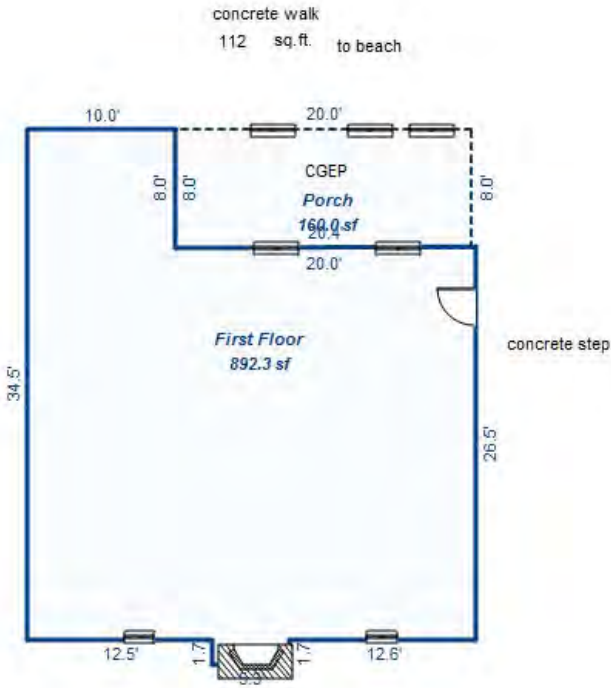 concrete walk
112 sq.ft. to beach
10.0'
20.0'
8.0'
8.0'
8.0'
CGEP
Porch
160.0 sf
20.4
20.0'
First Floor
892.3 sf
concrete step
34.5'
26.5'
12.5'
1.7
1.7
12.6'